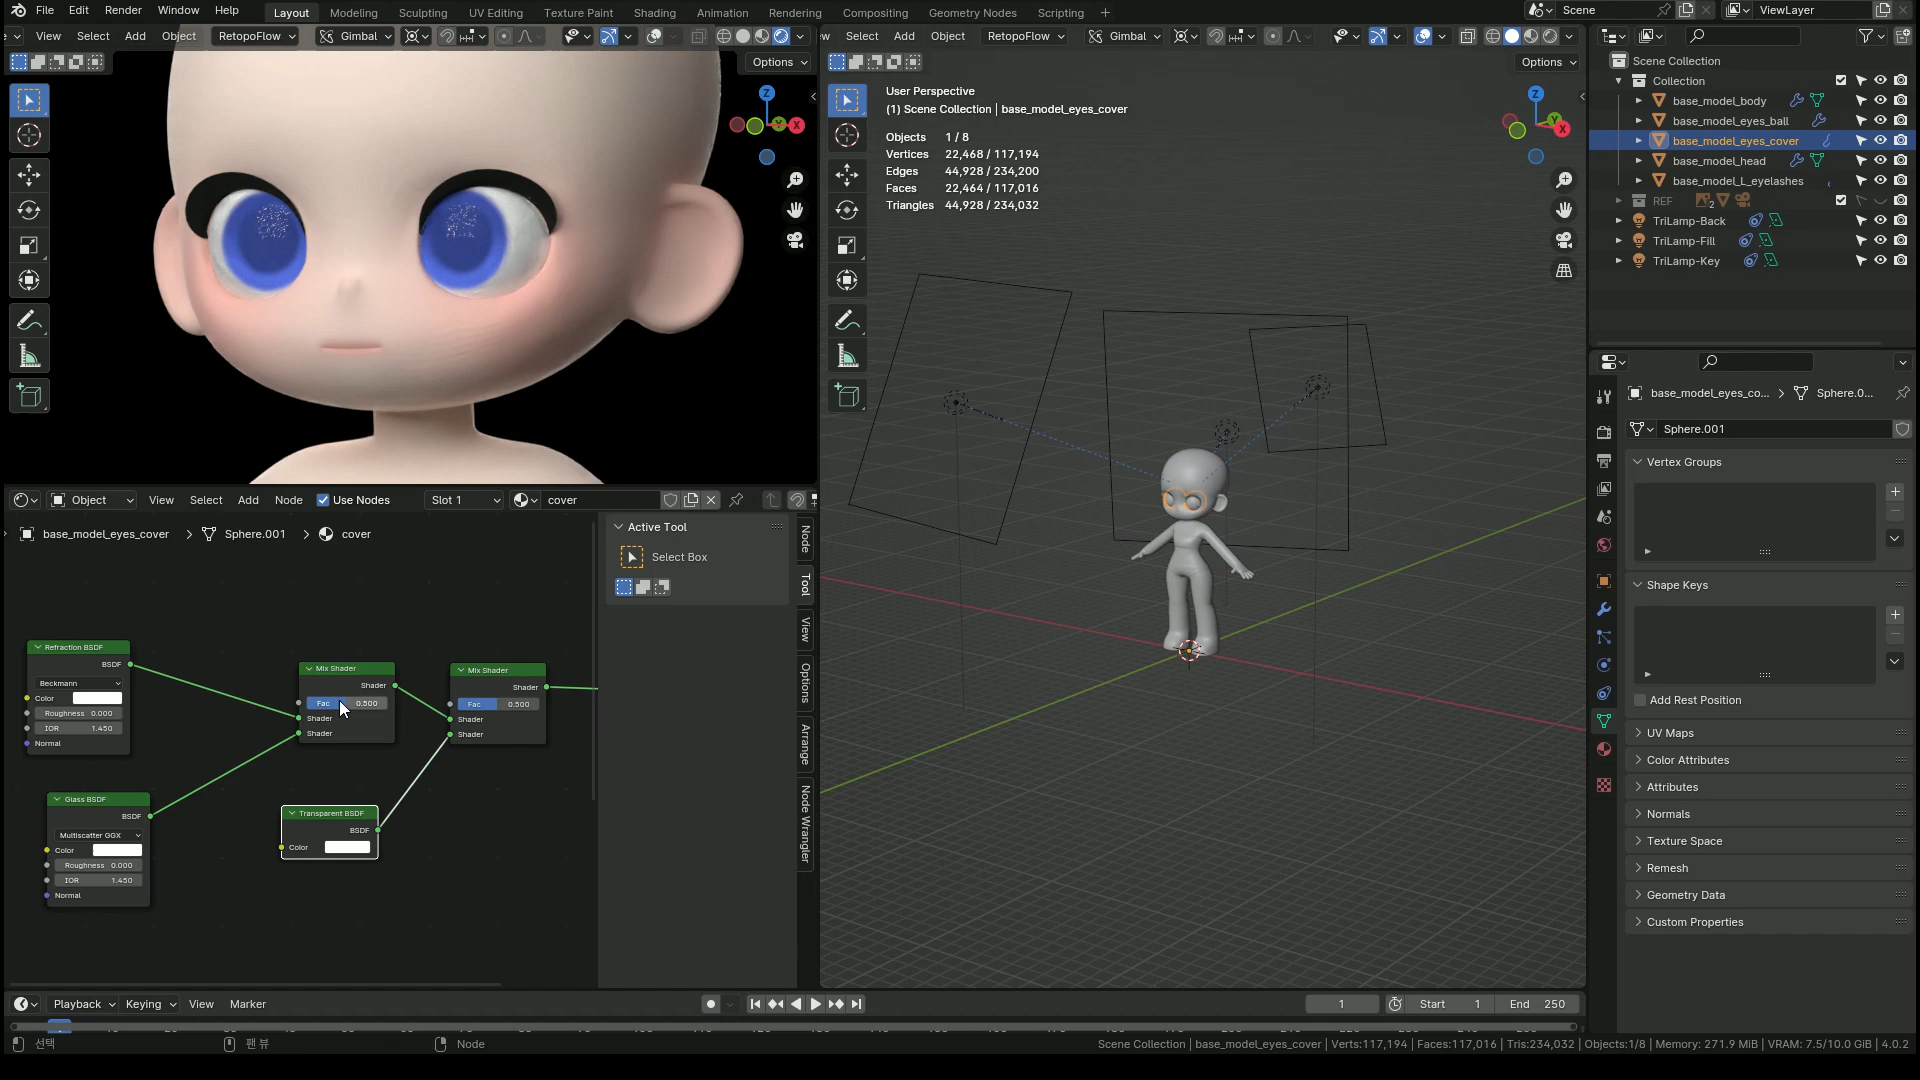 File Edit Render Window Help
Layout Modeling Sculpting UV Editing Texture Paint Shading Animation Rendering Compositing Geometry Nodes Scripting +
Scene
ViewLayer
View Select Add Object RetopoFlow Gimbal
Options
Select Add Object RetopoFlow Gimbal
Options
User Perspective
(1) Scene Collection | base_model_eyes_cover
Objects 1 / 8
Vertices 22,468 / 117,194
Edges 44,928 / 234,200
Faces 22,464 / 117,016
Triangles 44,928 / 234,032
Z
Y
X
Z
Y
X
Scene Collection
Collection
base_model_body
base_model_eyes_ball
base_model_eyes_cover
base_model_head
base_model_L_eyelashes
REF
2
TriLamp-Back
TriLamp-Fill
TriLamp-Key
base_model_eyes_co... > Sphere.0...
Sphere.001
Vertex Groups
Shape Keys
Add Rest Position
UV Maps
Color Attributes
Attributes
Normals
Texture Space
Remesh
Geometry Data
Custom Properties
Object View Select Add Node Use Nodes Slot 1 cover
base_model_eyes_cover > Sphere.001 > cover
Active Tool
Select Box
Node
Tool
View
Options
Arrange
Node Wrangler
Refraction BSDF
BSDF
Beckmann
Color
Roughness 0.000
IOR 1.450
Normal
Mix Shader
Shader
Fac 0.500
Shader
Shader
Mix Shader
Shader
Fac 0.500
Shader
Shader
Glass BSDF
BSDF
Multiscatter GGX
Color
Roughness 0.000
IOR 1.450
Normal
Transparent BSDF
BSDF
Color
Playback Keying View Marker
1
Start 1
End 250
선택
팬 뷰
Node
Scene Collection | base_model_eyes_cover | Verts:117,194 | Faces:117,016 | Tris:234,032 | Objects:1/8 | Memory: 271.9 MiB | VRAM: 7.5/10.0 GiB | 4.0.2